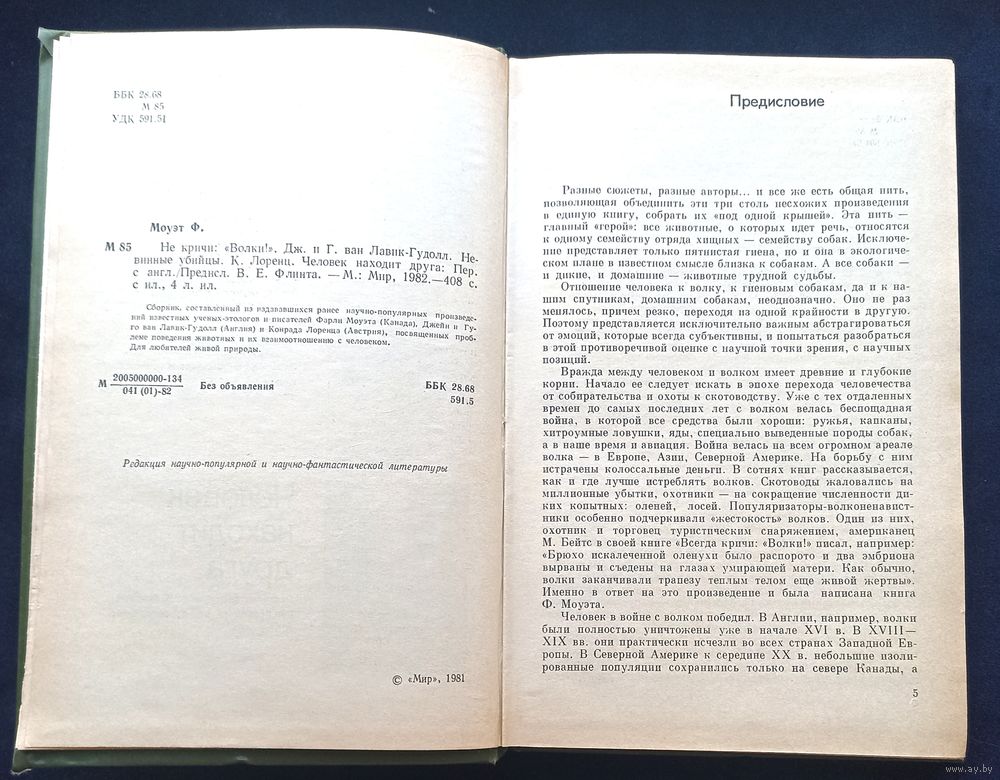 ББК 28.68
М 85
УДК 591.51
Моуэт Ф.
М 85 Не кричи: «Волки!». Дж. и Г. ван Лавик-Гудолл. Не-
винные убийцы. К. Лоренц. Человек находит друга: Пер.
с англ./Предисл. В. Е. Флинта. — М.: Мир, 1982.—408 с.
с ил., 4 л. ил.
Сборник, составленный из издававшихся ранее научно-популярных произведе-
ний известных ученых-этологов и писателей Фарли Моуэта (Канада), Джейн и Гу-
го ван Лавик-Гудолл (Англия) и Конрада Лоренца (Австрия), посвященных проб-
леме поведения животных и их взаимоотношению с человеком.
Для любителей живой природы.
М 2005000000-134
041 (01)-82
Без объявления
ББК 28.68
591.5
Редакция научно-популярной и научно-фантастической литературы
© «Мир», 1981
Предисловие
Разные сюжеты, разные авторы... и все же есть общая нить,
позволяющая объединить эти три столь несхожих произведения
в единую книгу, собрать их «под одной крышей». Эта нить —
главный «герой»: все животные, о которых идет речь, относятся
к одному семейству отряда хищных — семейству собак. Исключе-
ние представляет только пятнистая гиена, но и она в экологичес-
ком плане в известном смысле близка к собакам. А все собаки —
и дикие, и домашние — животные трудной судьбы.
Отношение человека к волку, к гиеновым собакам, да и к на-
шим спутникам, домашним собакам, неоднозначно. Оно не раз
менялось, причем резко, переходя из одной крайности в другую.
Поэтому представляется исключительно важным абстрагироваться
от эмоций, которые всегда субъективны, и попытаться разобраться
в этой противоречивой оценке с научной точки зрения, с научных
позиций.
Вражда между человеком и волком имеет древние и глубокие
корни. Начало ее следует искать в эпохе перехода человечества
от собирательства и охоты к скотоводству. Уже с тех отдаленных
времен до самых последних лет с волком велась беспощадная
война, в которой все средства были хороши: ружья, капканы,
хитроумные ловушки, яды, специально выведенные породы собак,
а в наше время и авиация. Война велась на всем огромном ареале
волка — в Европе, Азии, Северной Америке. На борьбу с ним
истрачены колоссальные деньги. В сотнях книг рассказывается,
как и где лучше истреблять волков. Скотоводы жаловались на
миллионные убытки, охотники — на сокращение численности ди-
ких копытных: оленей, лосей. Популяризаторы-волконенавист-
ники особенно подчеркивали «жестокость» волков. Один из них,
охотник и торговец туристическим снаряжением, американец
М. Бейтс в своей книге «Всегда кричи: «Волки!» писал, например:
«Брюхо искалеченной оленухи было распорото и два эмбриона
вырваны и съедены на глазах умирающей матери. Как обычно,
волки заканчивали трапезу теплым телом еще живой жертвы».
Именно в ответ на это произведение и была написана книга
Ф. Моуэта.
Человек в войне с волком победил. В Англии, например, волки
были полностью уничтожены уже в начале XVI в. В XVIII—
XIX вв. они практически исчезли во всех странах Западной Ев-
ропы. В Северной Америке к середине XX в. небольшие изоли-
рованные популяции сохранились только на севере Канады, а
5
www.ay.by